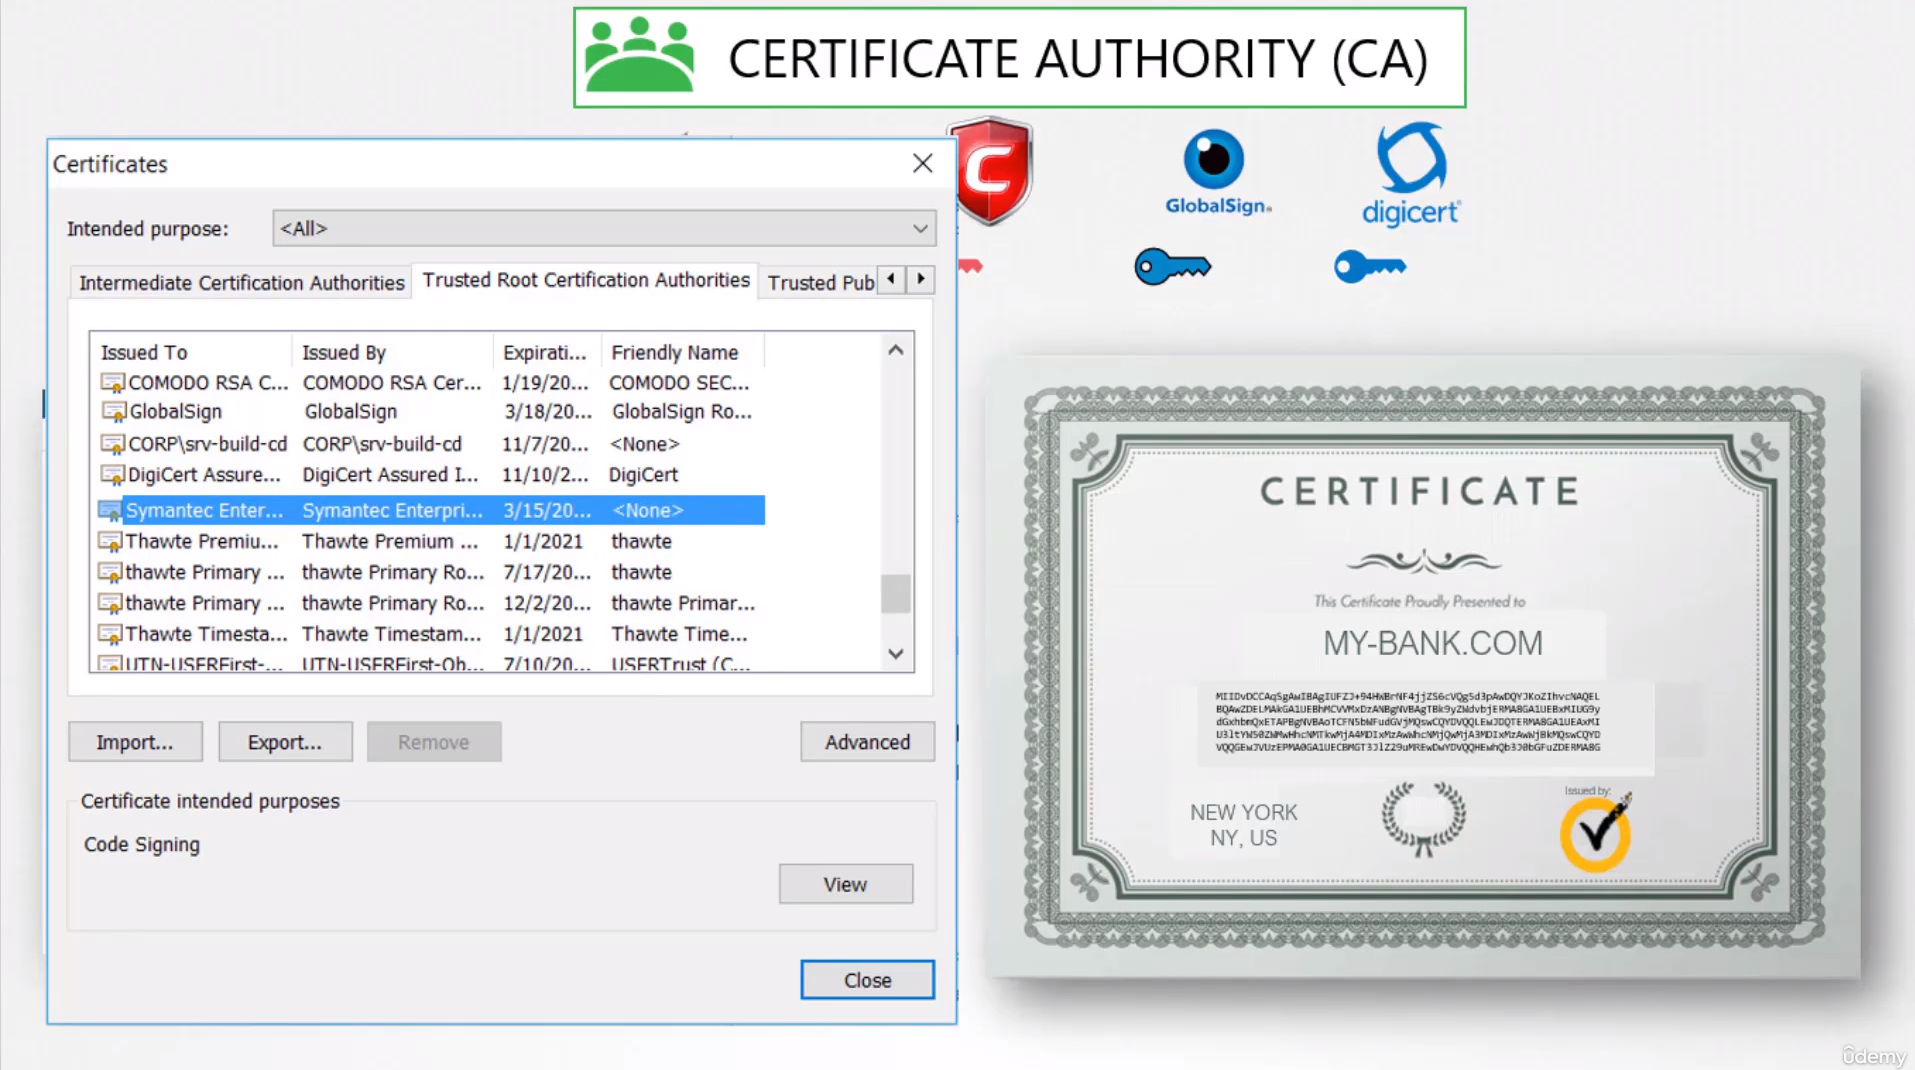 CERTIFICATE AUTHORITY (CA)
GlobalSign®
digicert®
Certificates
Intended purpose:
<All>
Intermediate Certification Authorities
Trusted Root Certification Authorities
Trusted Pub
Issued To Issued By Expirati... Friendly Name
COMODO RSA C... COMODO RSA Cer... 1/19/20... COMODO SEC...
GlobalSign GlobalSign 3/18/20... GlobalSign Ro...
CORP\srv-build-cd CORP\srv-build-cd 11/7/20... <None>
DigiCert Assure... DigiCert Assured I... 11/10/2... DigiCert
Symantec Enter... Symantec Enterpri... 3/15/20... <None>
Thawte Premiu... Thawte Premium ... 1/1/2021 thawte
thawte Primary ... thawte Primary Ro... 7/17/20... thawte
thawte Primary ... thawte Primary Ro... 12/2/20... thawte Primar...
Thawte Timesta... Thawte Timestam... 1/1/2021 Thawte Time...
UTN-USERFirst-... UTN-USERFirst-Ob... 7/10/20... USERTrust (C...
Import...
Export...
Remove
Advanced
Certificate intended purposes
Code Signing
View
Close
CERTIFICATE
This Certificate Proudly Presented to
MY-BANK.COM
NEW YORK
NY, US
Issued by:
ûdemy